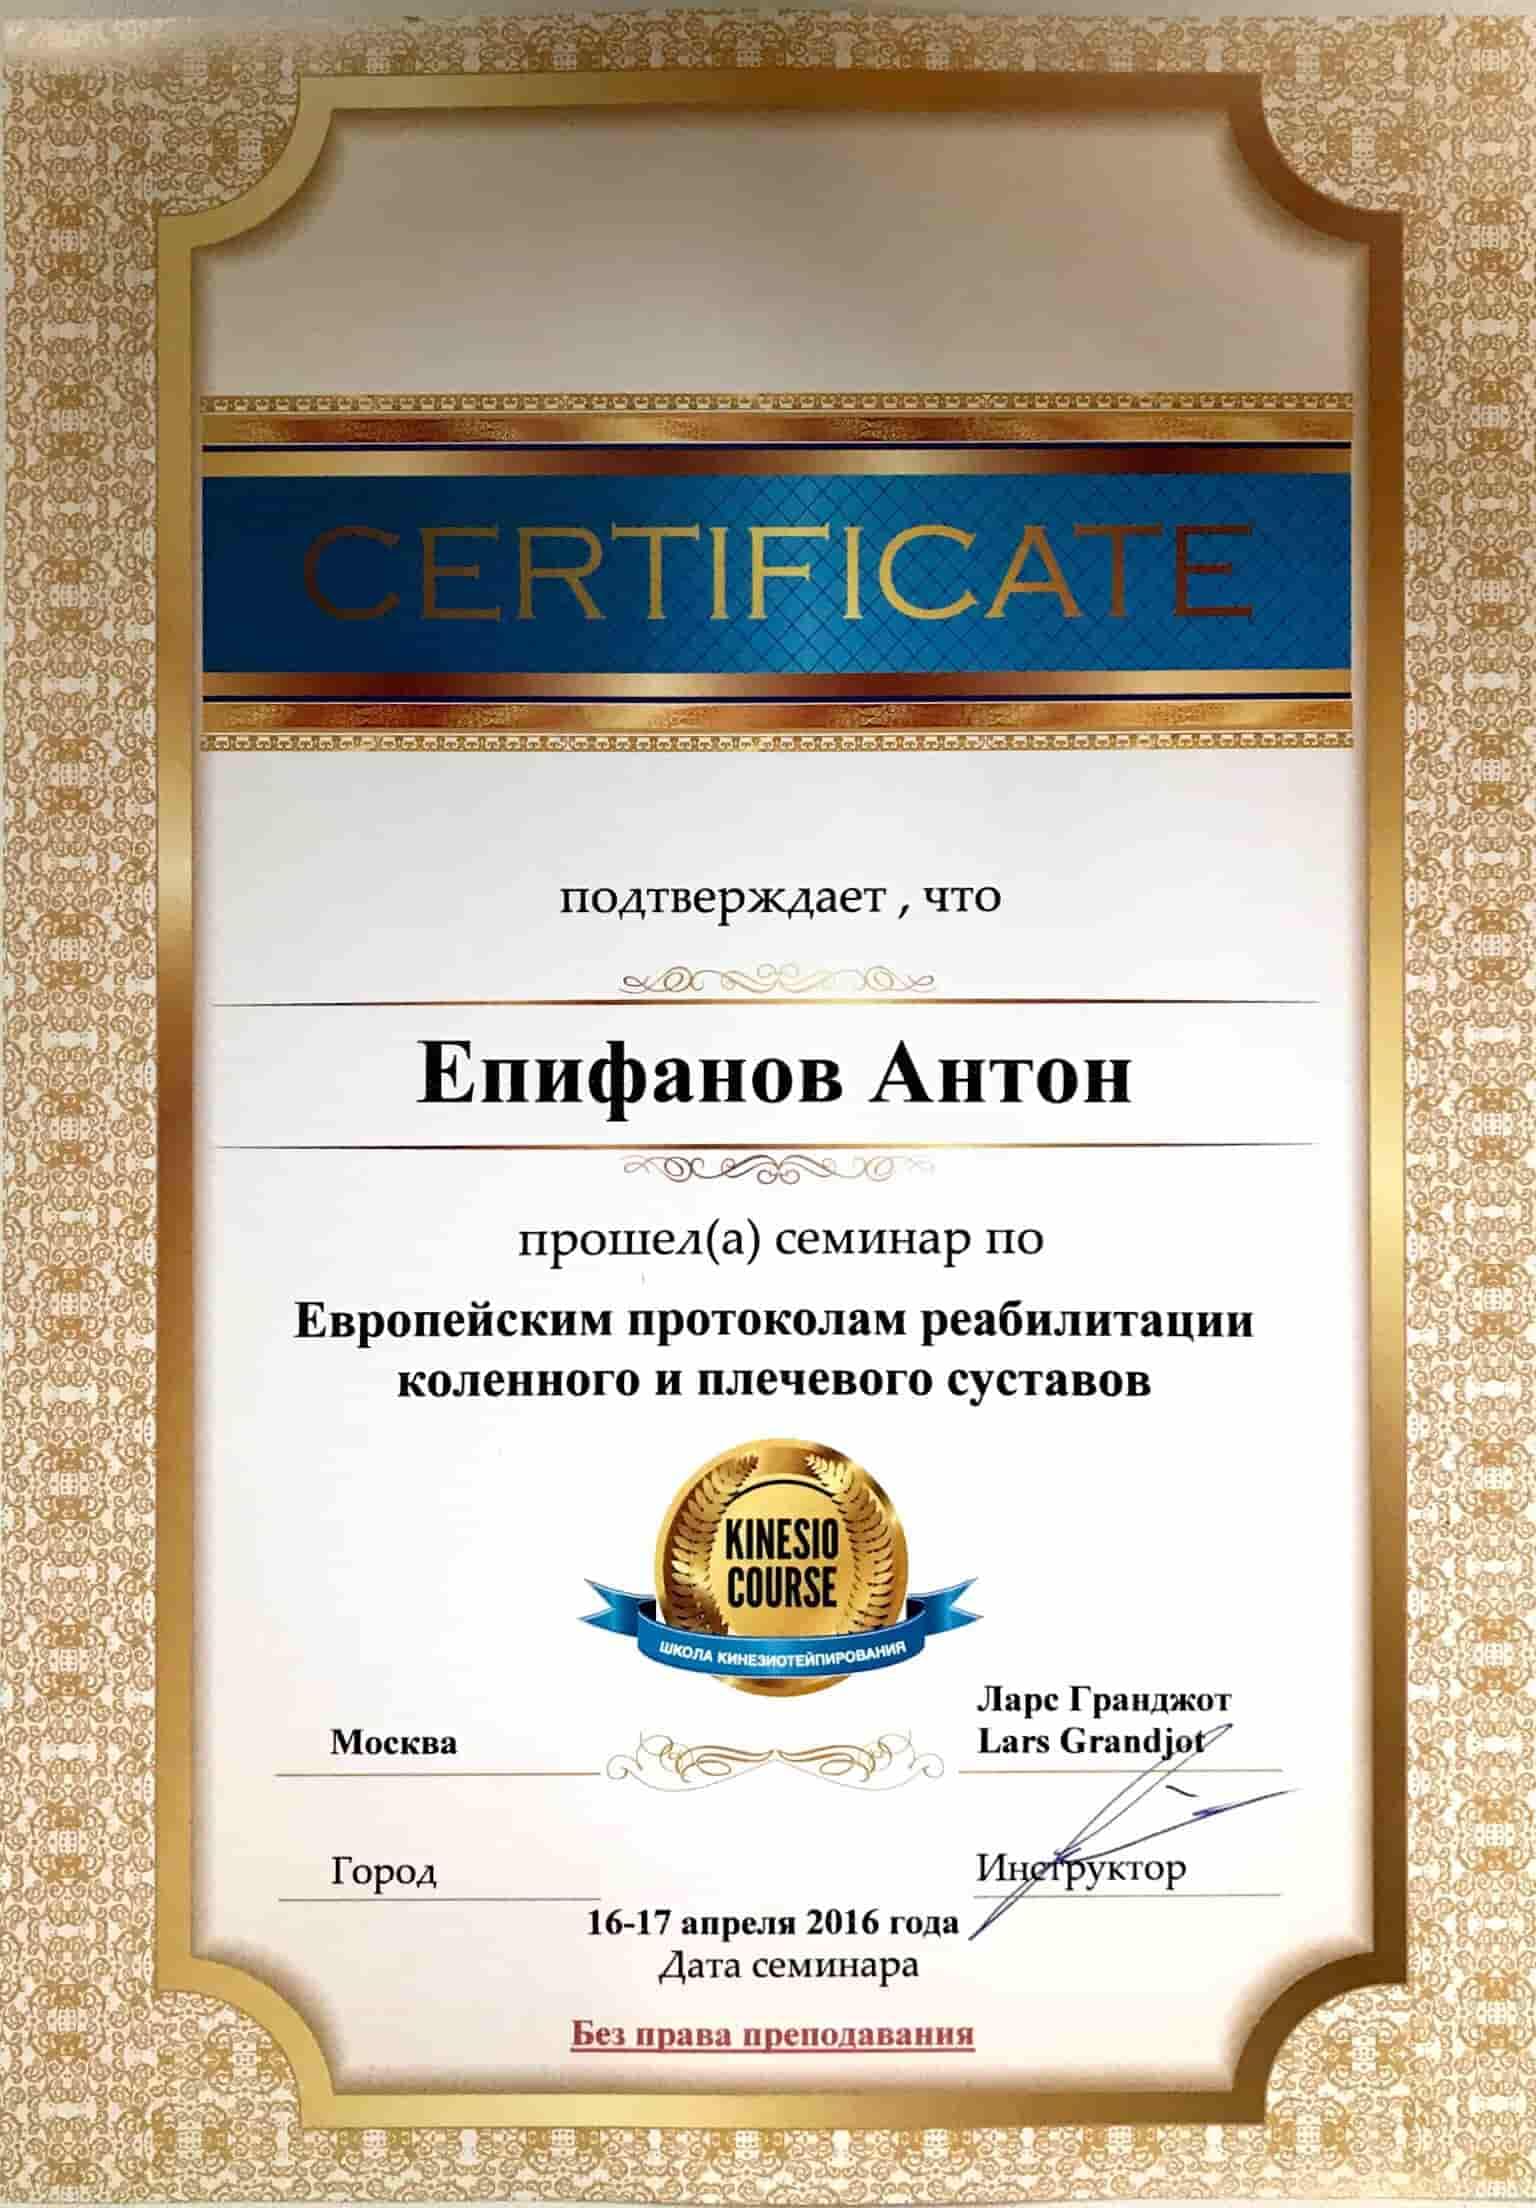 CERTIFICATE
подтверждает , что
Епифанов Антон
прошел(а) семинар по
Европейским протоколам реабилитации
коленного и плечевого суставов
KINESIO
COURSE
ШКОЛА КИНЕЗИОТЕЙПИРОВАНИЯ
Москва
Ларс Гранджот
Lars Grandjot
Город
Инструктор
16-17 апреля 2016 года
Дата семинара
Без права преподавания